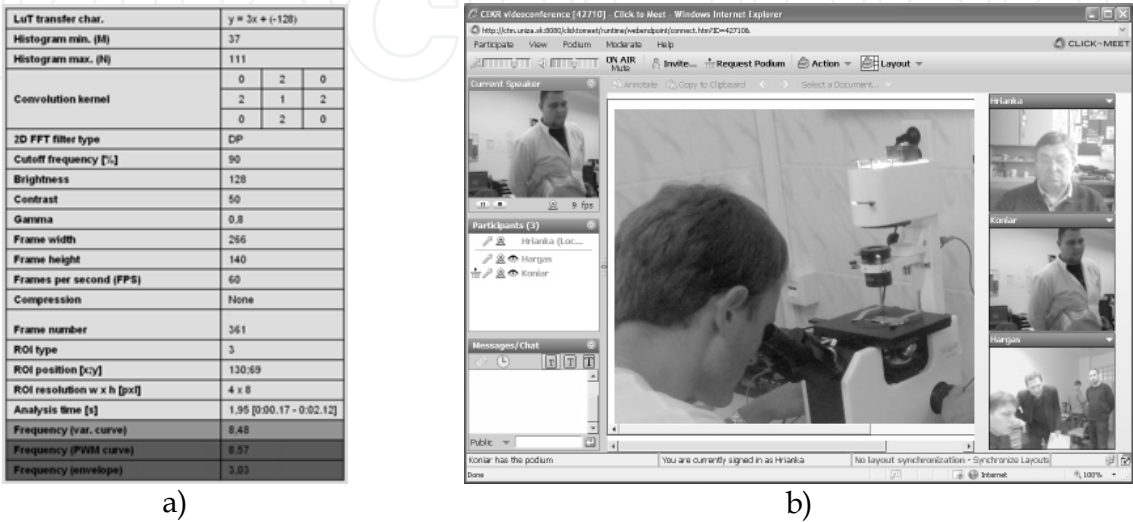 LuT transfer char. y = 3x + (-128)
Histogram min. (M) 37
Histogram max. (N) 111
Convolution kernel
0 2 0
2 1 2
0 2 0
2D FFT filter type DP
Cutoff frequency [%] 90
Brightness 128
Contrast 50
Gamma 0,8
Frame width 266
Frame height 140
Frames per second (FPS) 60
Compression None
Frame number 361
ROI type 3
ROI position [x;y] 130;69
ROI resolution w x h [pxl] 4 x 8
Analysis time [s] 1,95 [0:00.17 - 0:02.12]
Frequency (var. curve) 8,48
Frequency (PWM curve) 8,57
Frequency (envelope) 3,03
a)
CEIKR videoconference [42710] - Click to Meet - Windows Internet Explorer
Participate View Podium Moderate Help
CLICK-MEET
ON AIR
Mute
Invite... Request Podium Action Layout
Current Speaker
Annotate Copy to Clipboard Select a Document...
9 fps
Participants (3)
Hrianka (Loc...
Hargas
Koniar
Messages/Chat
T T T
Public
Hrianka
Koniar
Hargas
Koniar has the podium You are currently signed in as Hrianka No layout synchronization - Synchronize Layouts
Done Internet 100%
b)